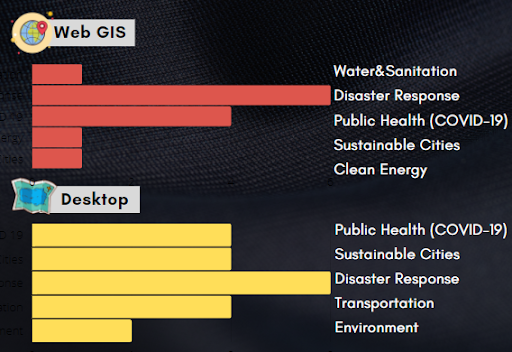 Web GIS
Water&Sanitation
Disaster Response
Public Health (COVID-19)
Sustainable Cities
Clean Energy
Desktop
Public Health (COVID-19)
Sustainable Cities
Disaster Response
Transportation
Environment